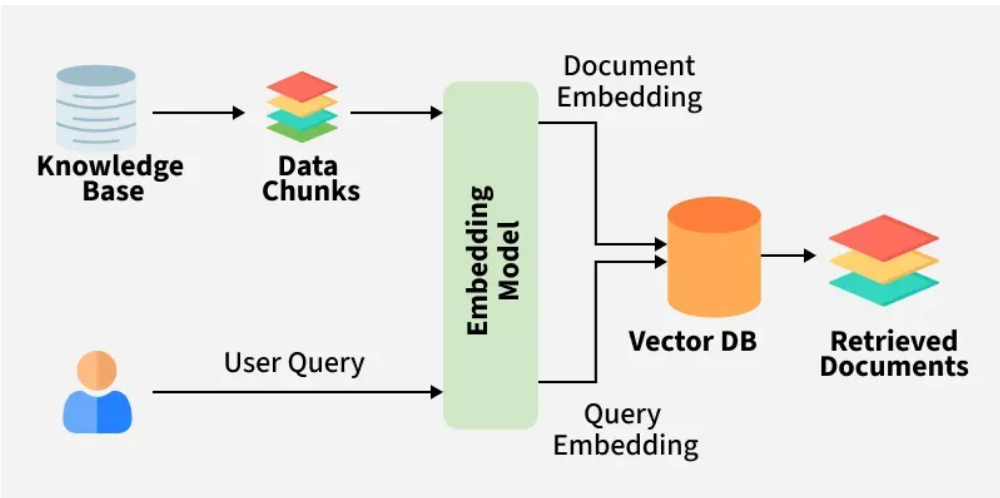 Document
Embedding
Knowledge
Base
Data
Chunks
Embedding
Model
User Query
Vector DB
Retrieved
Documents
Query
Embedding